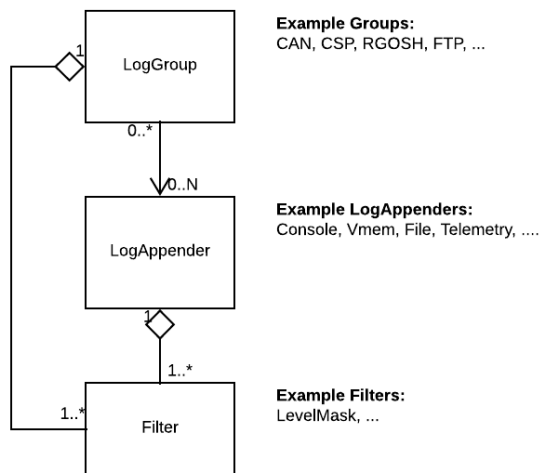 Example Groups:
CAN, CSP, RGOSH, FTP, ...
1
LogGroup
0..*
0..N
Example LogAppenders:
Console, Vmem, File, Telemetry, ....
LogAppender
1
1..*
Example Filters:
LevelMask, ...
1..*
Filter